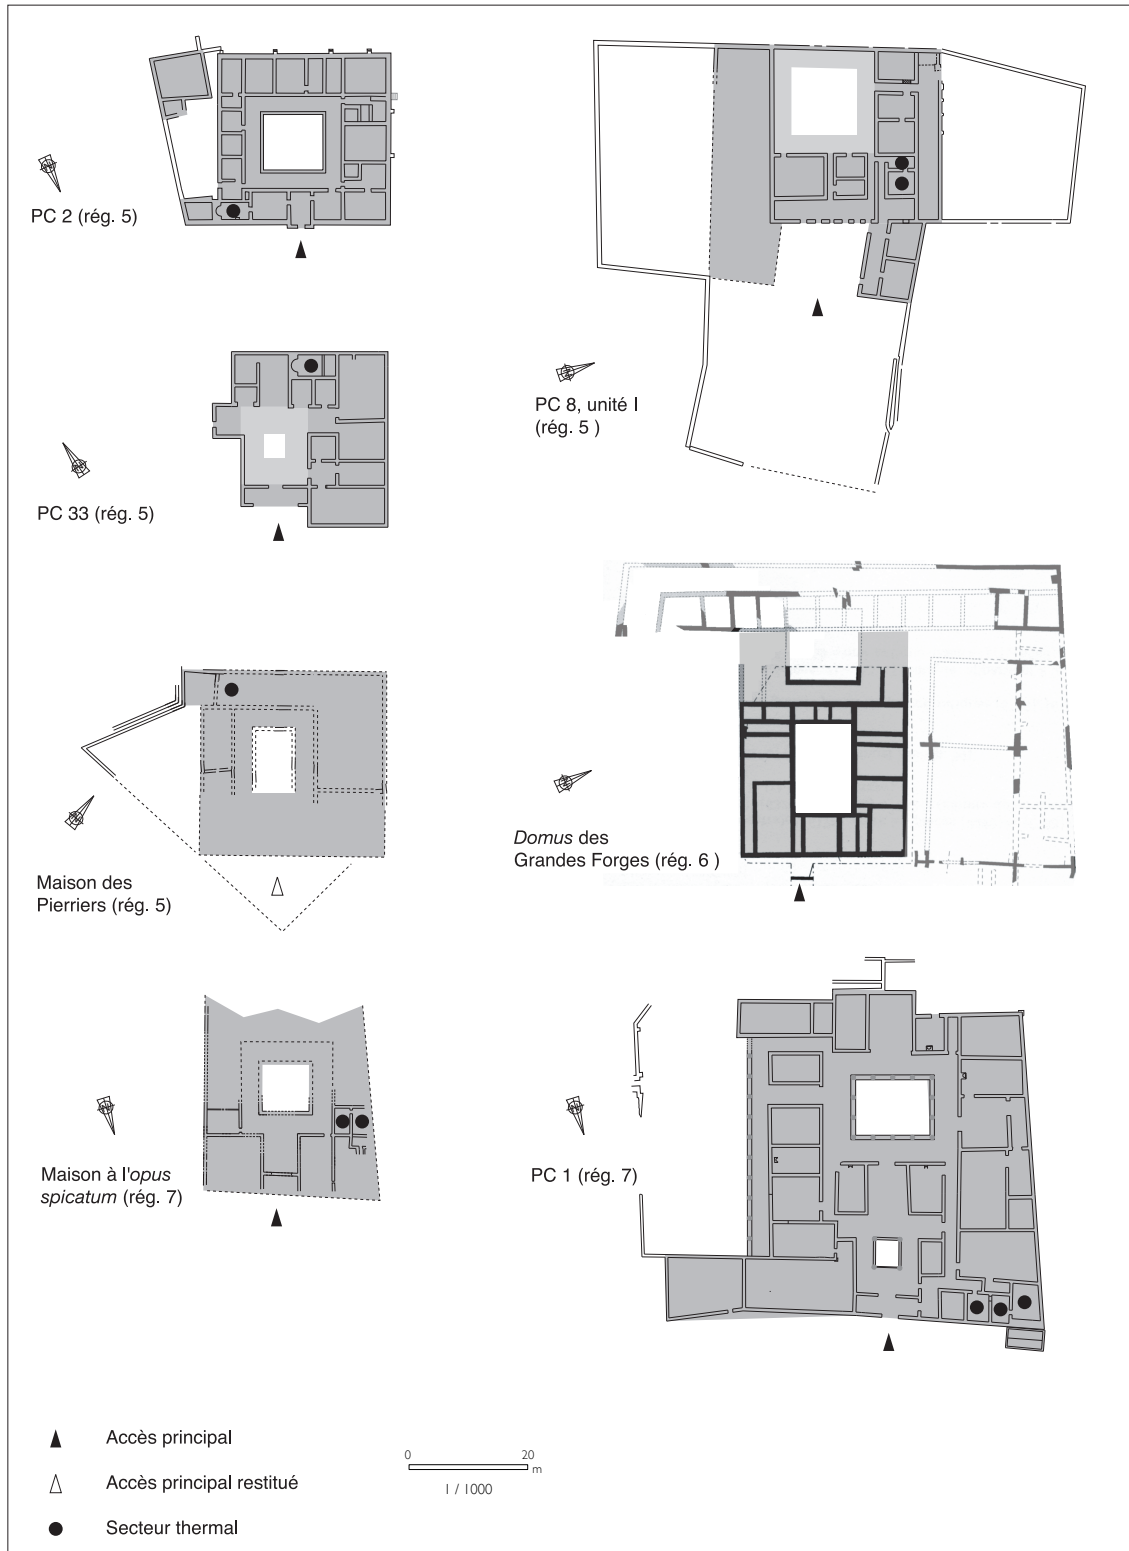 PC 2 (rég. 5)
PC 8, unité I
(rég. 5 )
PC 33 (rég. 5)
Domus des
Grandes Forges (rég. 6 )
Maison des
Pierriers (rég. 5)
Maison à l'opus
spicatum (rég. 7)
PC 1 (rég. 7)
Accès principal
Accès principal restitué
Secteur thermal
0 20
m
1 / 1000